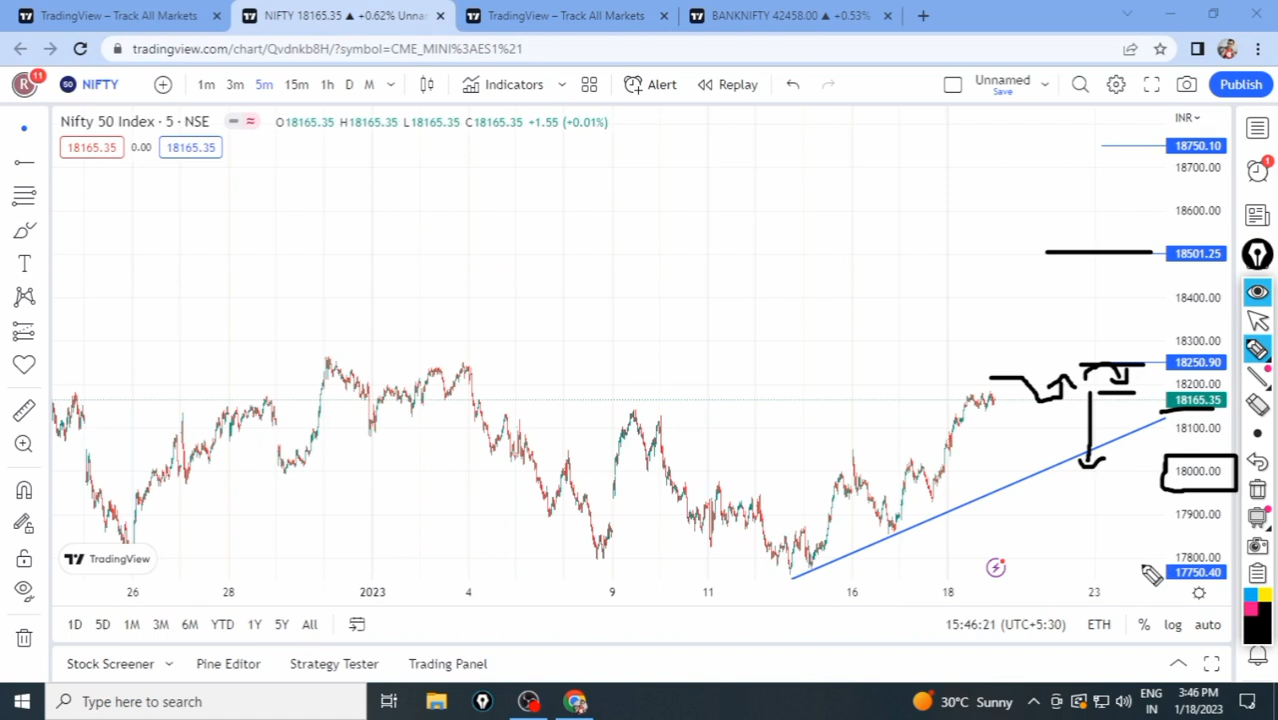 TradingView – Track All Markets
NIFTY 18165.35 ▲ +0.62% Unna
TradingView – Track All Markets
BANKNIFTY 42458.00 ▲ +0.53%
tradingview.com/chart/Qvdnkb8H/?symbol=CME_MINI%3AES1%21
R 11
50 NIFTY
1m 3m 5m 15m 1h D M
Indicators
Alert
Replay
Unnamed
Save
Publish
Nifty 50 Index · 5 · NSE
O18165.35 H18165.35 L18165.35 C18165.35 +1.55 (+0.01%)
INR
18165.35 0.00 18165.35
18750.10
18700.00
18600.00
18501.25
18400.00
18300.00
18250.90
18200.00
18165.35
18100.00
18000.00
17900.00
17800.00
17750.40
1
T
TradingView
26 28 2023 4 9 11 16 18 23
1D 5D 1M 3M 6M YTD 1Y 5Y All
15:46:21 (UTC+5:30) ETH % log auto
Stock Screener Pine Editor Strategy Tester Trading Panel
Type here to search
30°C Sunny
ENG
IN
3:46 PM
1/18/2023